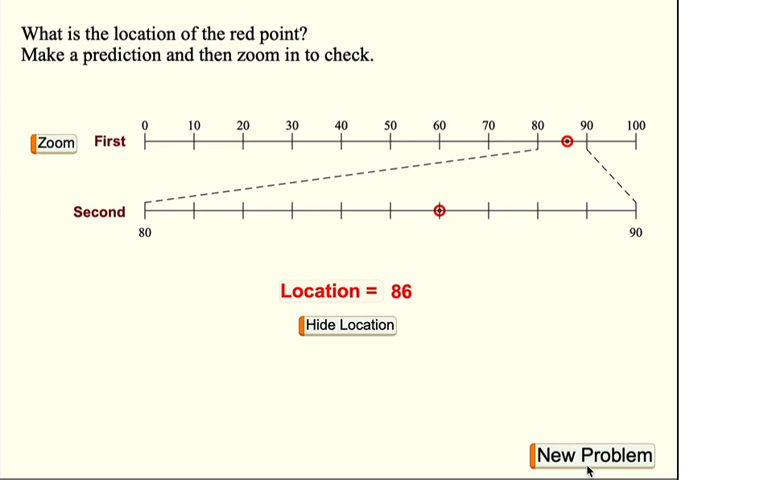 What is the location of the red point?
Make a prediction and then zoom in to check.
0 10 20 30 40 50 60 70 80 90 100
Zoom First
Second
80 90
Location = 86
Hide Location
New Problem